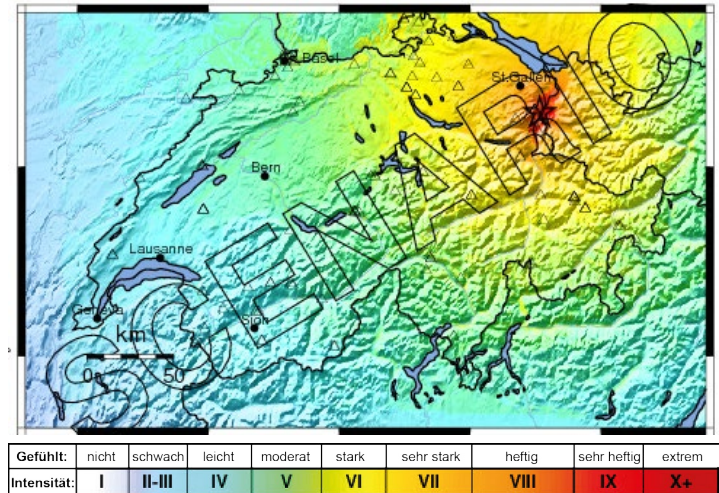 Basel
St.Gallen
Bern
Lausanne
Geneva
Sion
km
0 50
SCENARIO
Gefühlt: nicht schwach leicht moderat stark sehr stark heftig sehr heftig extrem
Intensität: I II-III IV V VI VII VIII IX X+